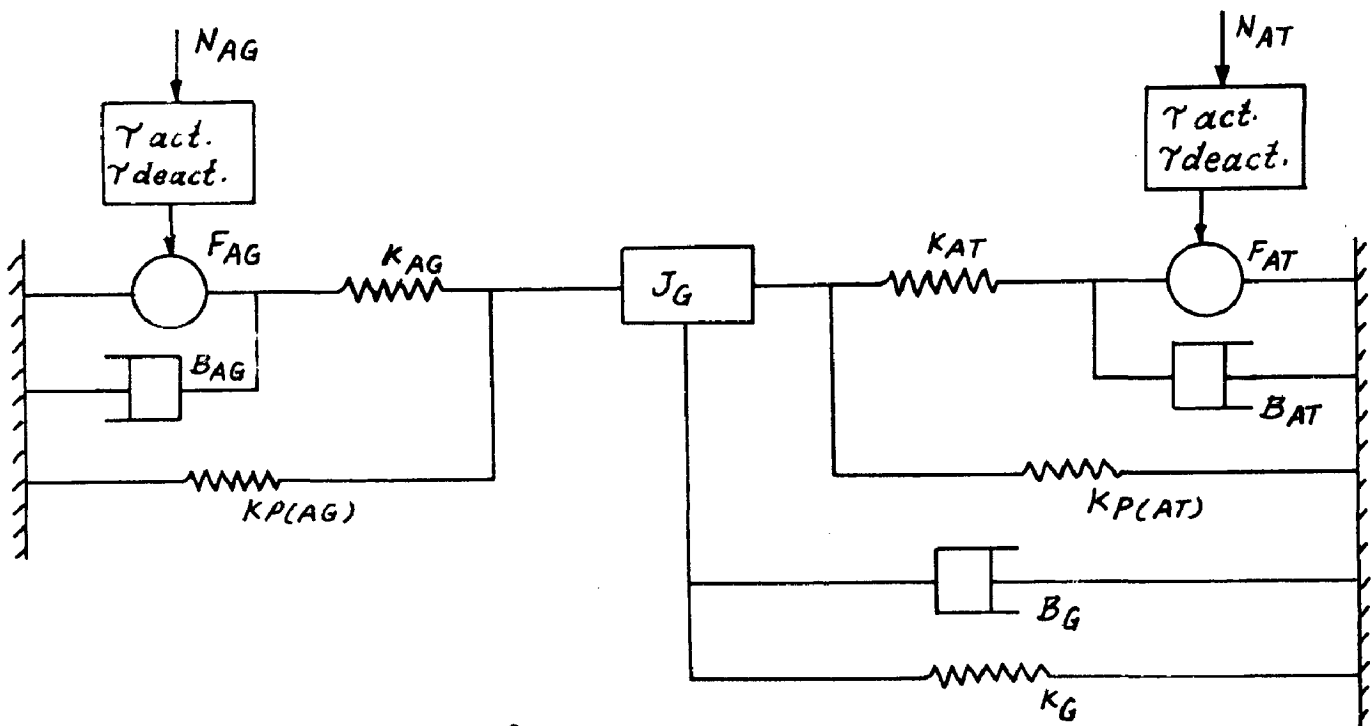 N_AG
N_AT
τ act.
τ deact.
τ act.
τ deact.
F_AG
K_AG
J_G
K_AT
F_AT
B_AG
B_AT
K_P(AG)
K_P(AT)
B_G
K_G